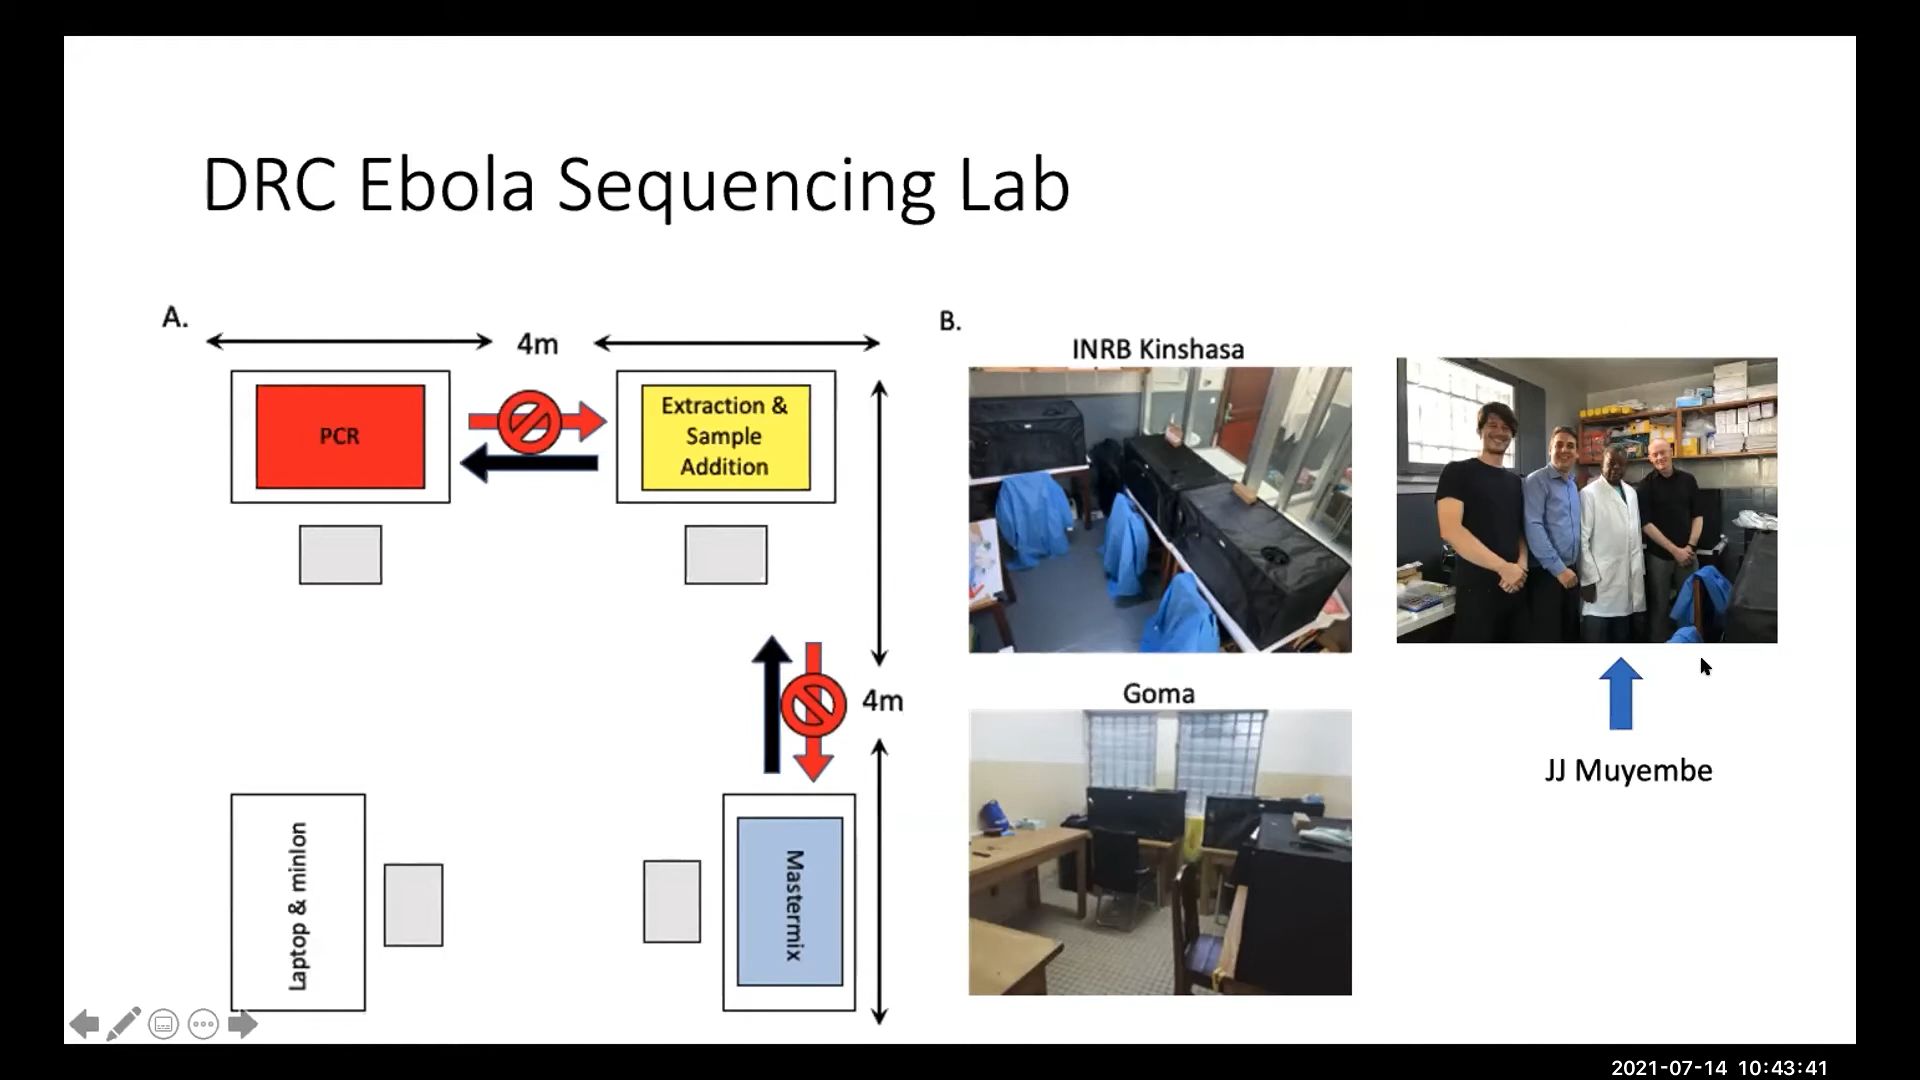 DRC Ebola Sequencing Lab
A.
4m
PCR
Extraction &
Sample
Addition
4m
Laptop & minIon
Mastermix
B.
INRB Kinshasa
Goma
JJ Muyembe
2021-07-14 10:43:41